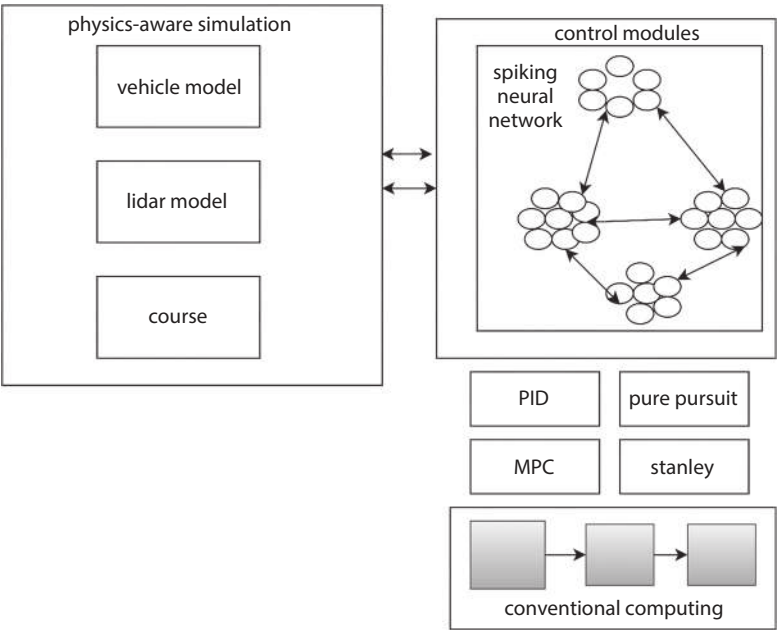 physics-aware simulation
vehicle model
lidar model
course
control modules
spiking
neural
network
PID
pure pursuit
MPC
stanley
conventional computing